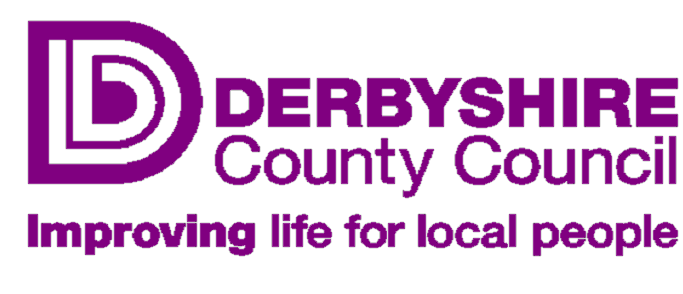 DERBYSHIRE
County Council
Improving life for local people